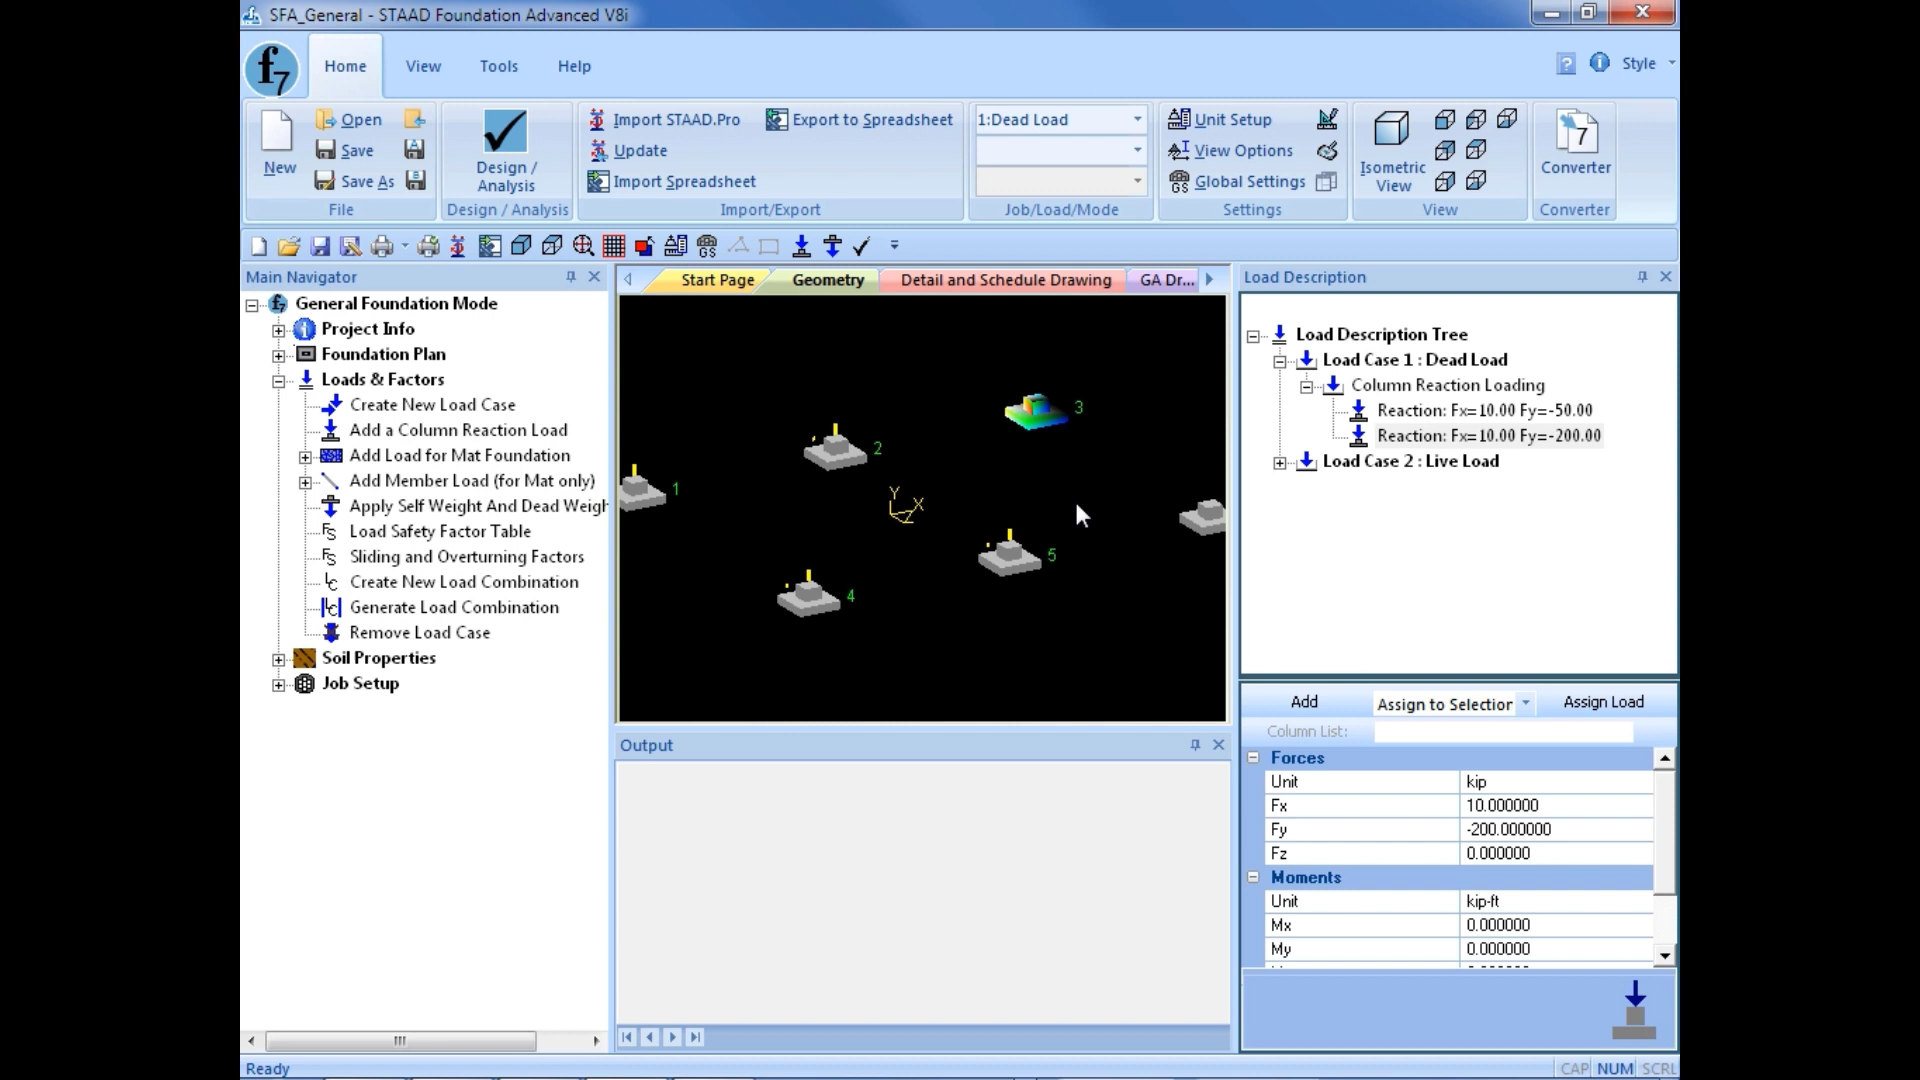 SFA_General - STAAD Foundation Advanced V8i
f7
Home
View
Tools
Help
Style
New
Open
Save
Save As
File
Design / Analysis
Design / Analysis
Import STAAD.Pro
Export to Spreadsheet
Update
Import Spreadsheet
Import/Export
1:Dead Load
Job/Load/Mode
Unit Setup
View Options
Global Settings
Settings
Isometric View
View
7
Converter
Converter
GS
Main Navigator
General Foundation Mode
Project Info
Foundation Plan
Loads & Factors
Create New Load Case
Add a Column Reaction Load
Add Load for Mat Foundation
Add Member Load (for Mat only)
Apply Self Weight And Dead Weigh
Load Safety Factor Table
Sliding and Overturning Factors
Create New Load Combination
Generate Load Combination
Remove Load Case
Soil Properties
Job Setup
Start Page
Geometry
Detail and Schedule Drawing
GA Dr...
3
2
1
Y
X
Z
5
4
Output
Load Description
Load Description Tree
Load Case 1 : Dead Load
Column Reaction Loading
Reaction: Fx=10.00 Fy=-50.00
Reaction: Fx=10.00 Fy=-200.00
Load Case 2 : Live Load
Add
Assign to Selection
Assign Load
Column List:
Forces
Unit kip
Fx 10.000000
Fy -200.000000
Fz 0.000000
Moments
Unit kip-ft
Mx 0.000000
My 0.000000
Ready
CAP NUM SCRL